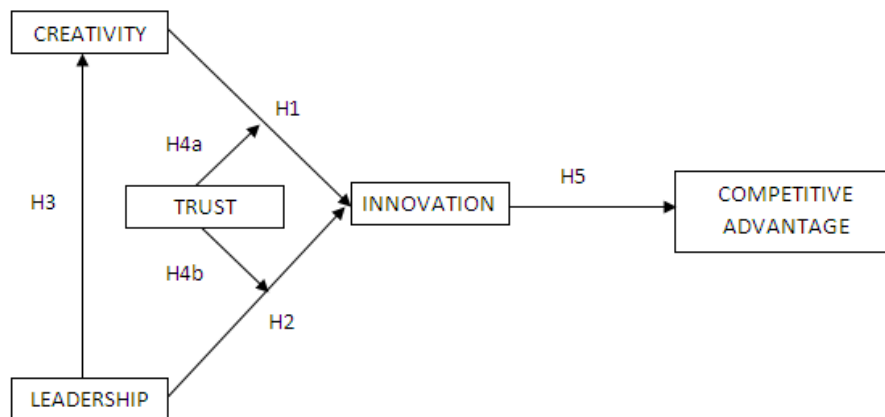 CREATIVITY
H1
H4a
H3
TRUST
INNOVATION
H5
COMPETITIVE
ADVANTAGE
H4b
H2
LEADERSHIP